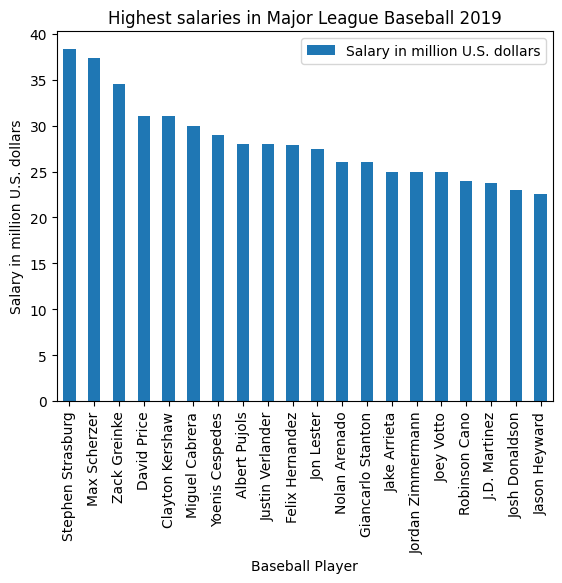 Highest salaries in Major League Baseball 2019
Salary in million U.S. dollars
Salary in million U.S. dollars
40
35
30
25
20
15
10
5
0
Stephen Strasburg
Max Scherzer
Zack Greinke
David Price
Clayton Kershaw
Miguel Cabrera
Yoenis Cespedes
Albert Pujols
Justin Verlander
Felix Hernandez
Jon Lester
Nolan Arenado
Giancarlo Stanton
Jake Arrieta
Jordan Zimmermann
Joey Votto
Robinson Cano
J.D. Martinez
Josh Donaldson
Jason Heyward
Baseball Player